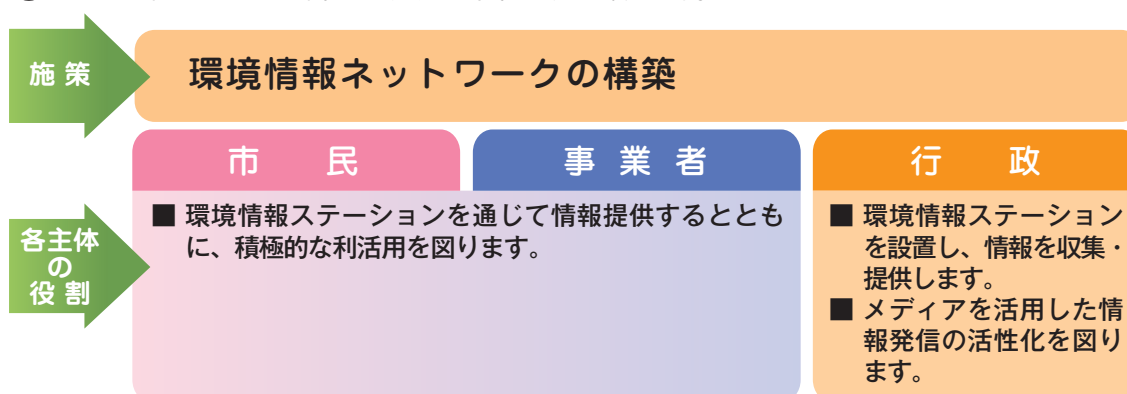 施策
環境情報ネットワークの構築
市民
事業者
行政
各主体
の
役割
■ 環境情報ステーションを通じて情報提供するととも
に、積極的な利活用を図ります。
■ 環境情報ステーション
を設置し、情報を収集・
提供します。
■ メディアを活用した情
報発信の活性化を図り
ます。